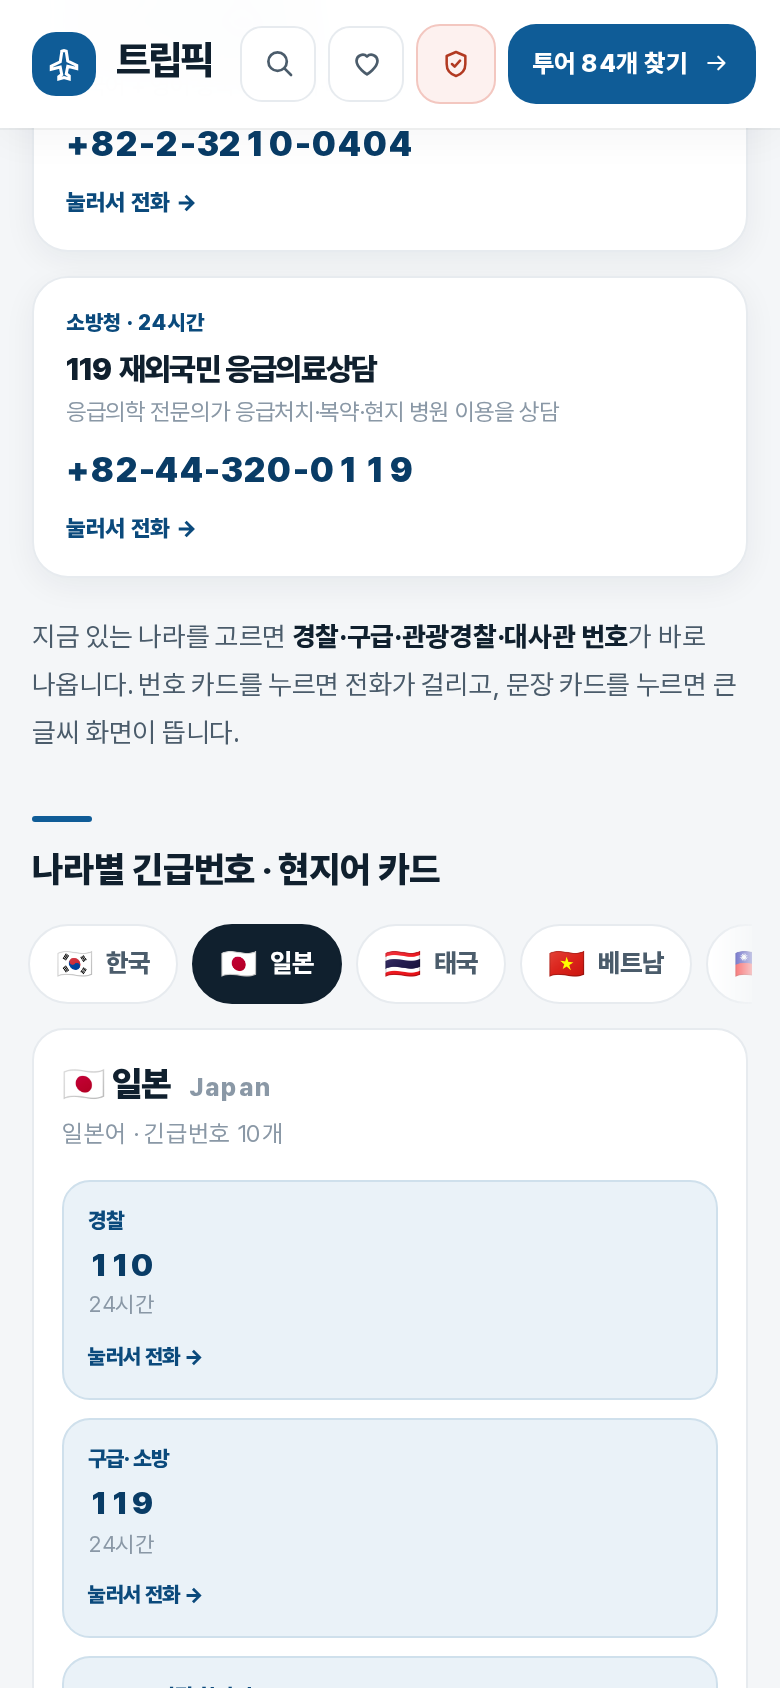 트립픽
투어 84개 찾기 →
+82-2-3210-0404
눌러서 전화 →
소방청 · 24시간
119 재외국민 응급의료상담
응급의학 전문의가 응급처치·복약·현지 병원 이용을 상담
+82-44-320-0119
눌러서 전화 →
지금 있는 나라를 고르면 경찰·구급·관광경찰·대사관 번호가 바로
나옵니다. 번호 카드를 누르면 전화가 걸리고, 문장 카드를 누르면 큰
글씨 화면이 뜹니다.
나라별 긴급번호 · 현지어 카드
한국
일본
태국
베트남
일본 Japan
일본어 · 긴급번호 10개
경찰
110
24시간
눌러서 전화 →
구급·소방
119
24시간
눌러서 전화 →